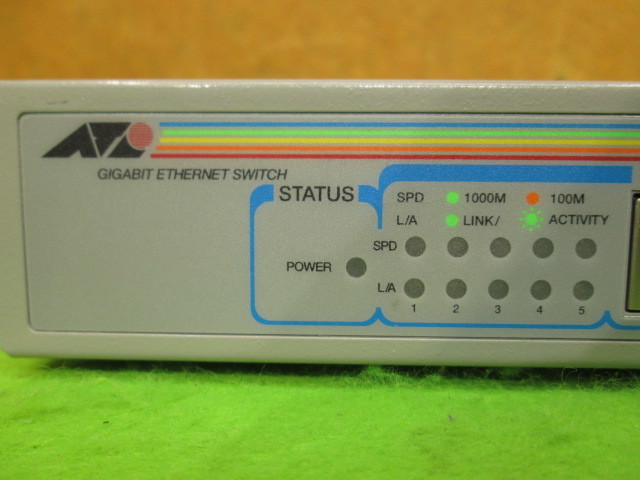 GIGABIT ETHERNET SWITCH
STATUS
SPD 1000M 100M
L/A LINK/ ACTIVITY
SPD
POWER
L/A
1 2 3 4 5